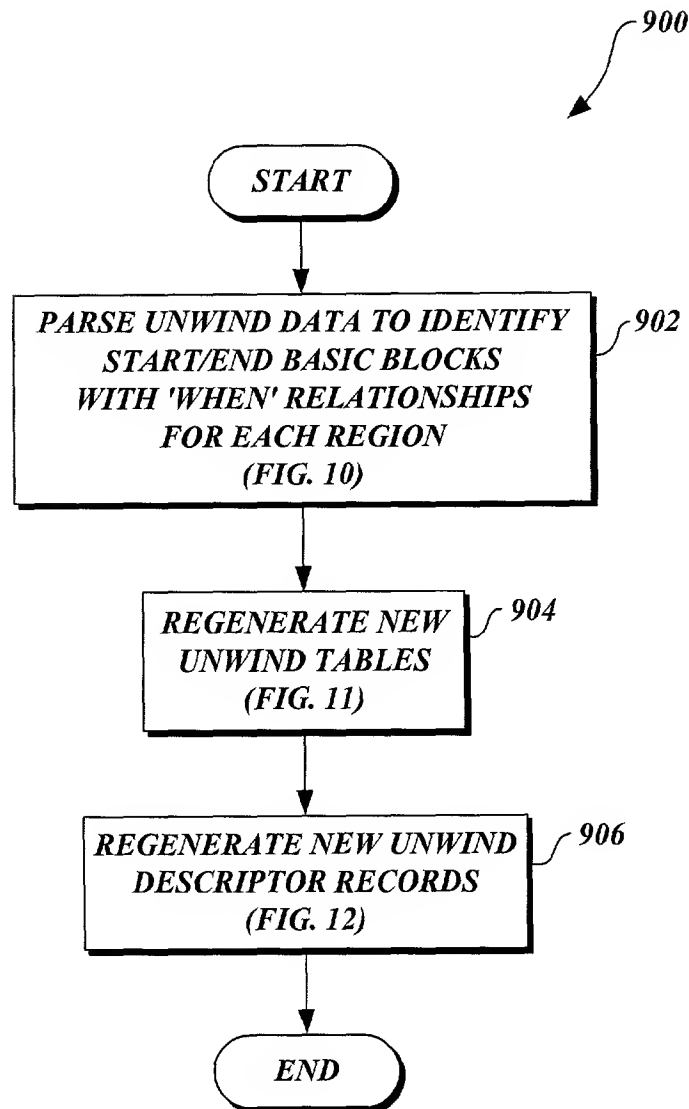 900
START
PARSE UNWIND DATA TO IDENTIFY
START/END BASIC BLOCKS
WITH 'WHEN' RELATIONSHIPS
FOR EACH REGION
(FIG. 10)
902
REGENERATE NEW
UNWIND TABLES
(FIG. 11)
904
REGENERATE NEW UNWIND
DESCRIPTOR RECORDS
(FIG. 12)
906
END